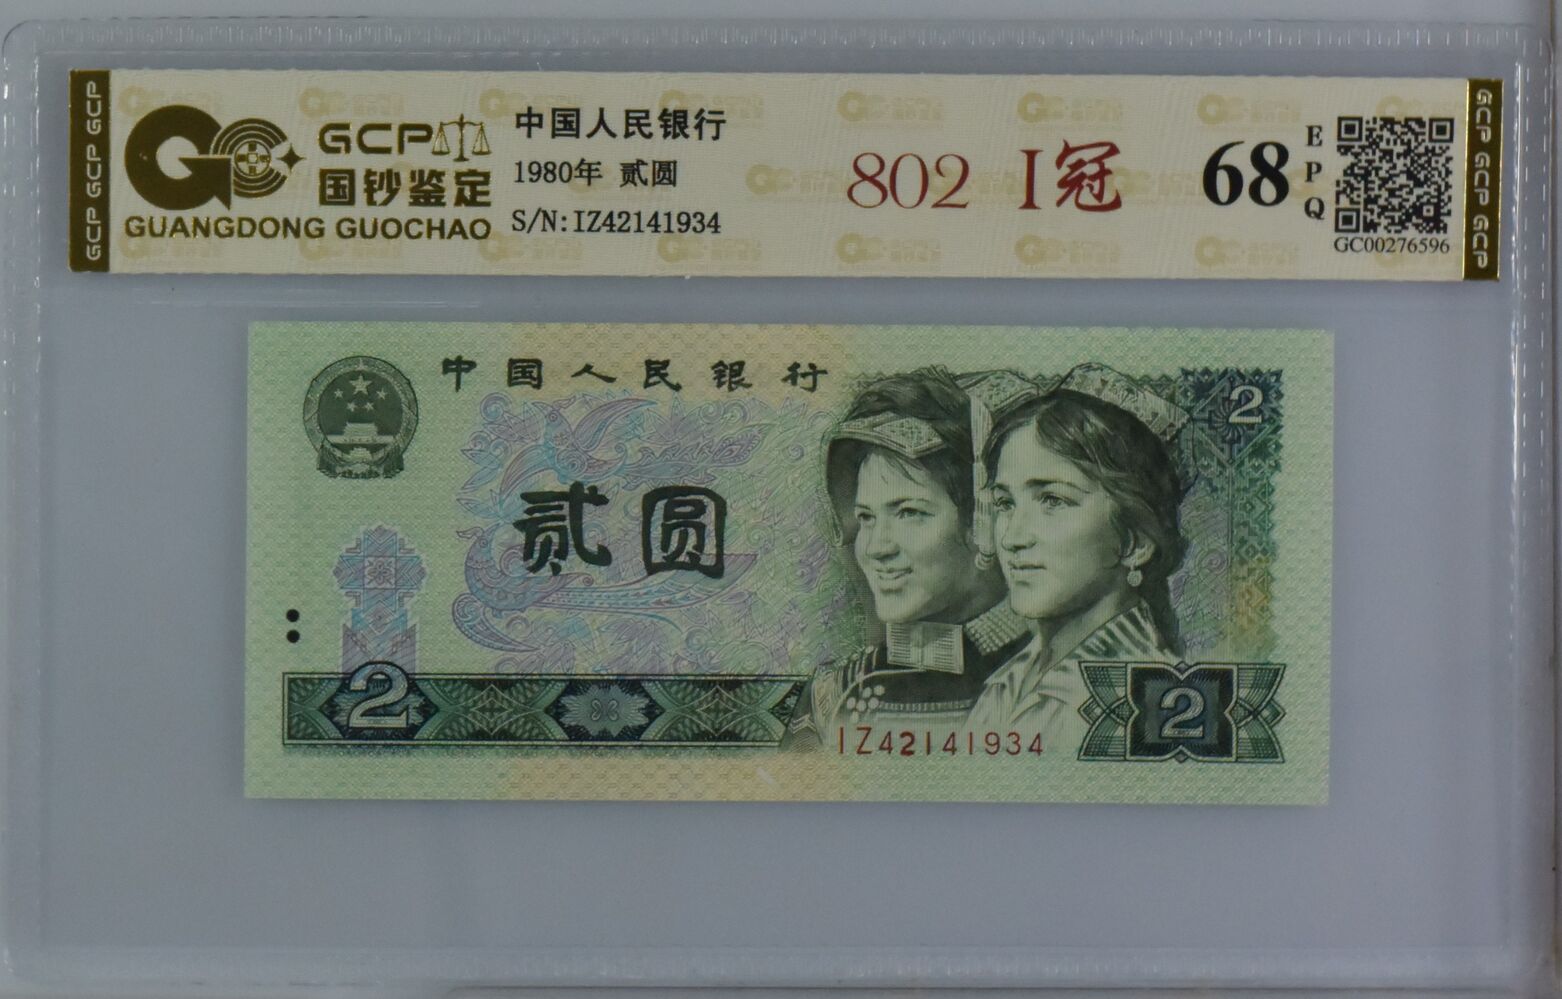 GCP GCP GCP
GCP
国钞鉴定
GUANGDONG GUOCHAO
中国人民银行
1980年 贰圆
S/N:IZ42141934
802 I冠
68
EPQ
GC00276596
GCP GCP GCP
中国人民银行
2
贰圆
2
2
IZ42141934